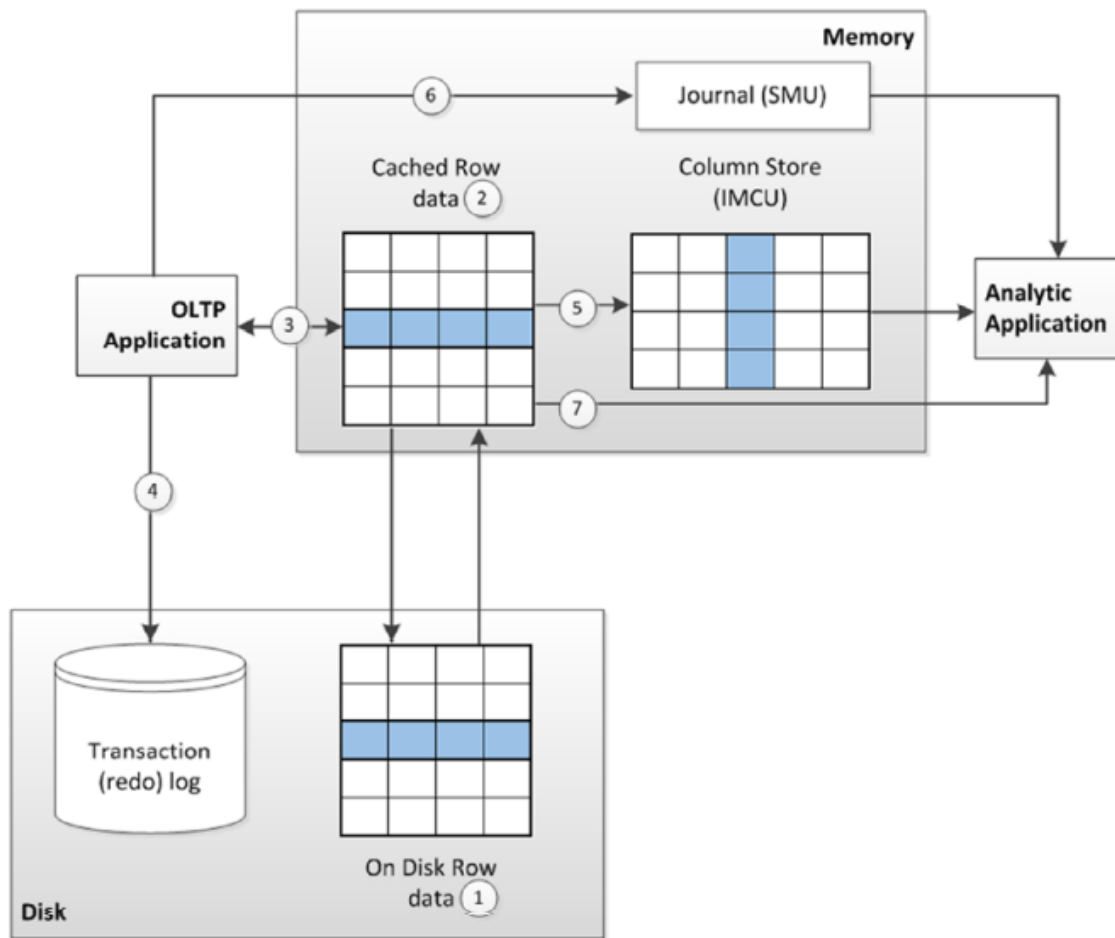 Memory
6
Journal (SMU)
Cached Row
data 2
Column Store
(IMCU)
OLTP
Application
3
5
Analytic
Application
7
4
Transaction
(redo) log
On Disk Row
data 1
Disk